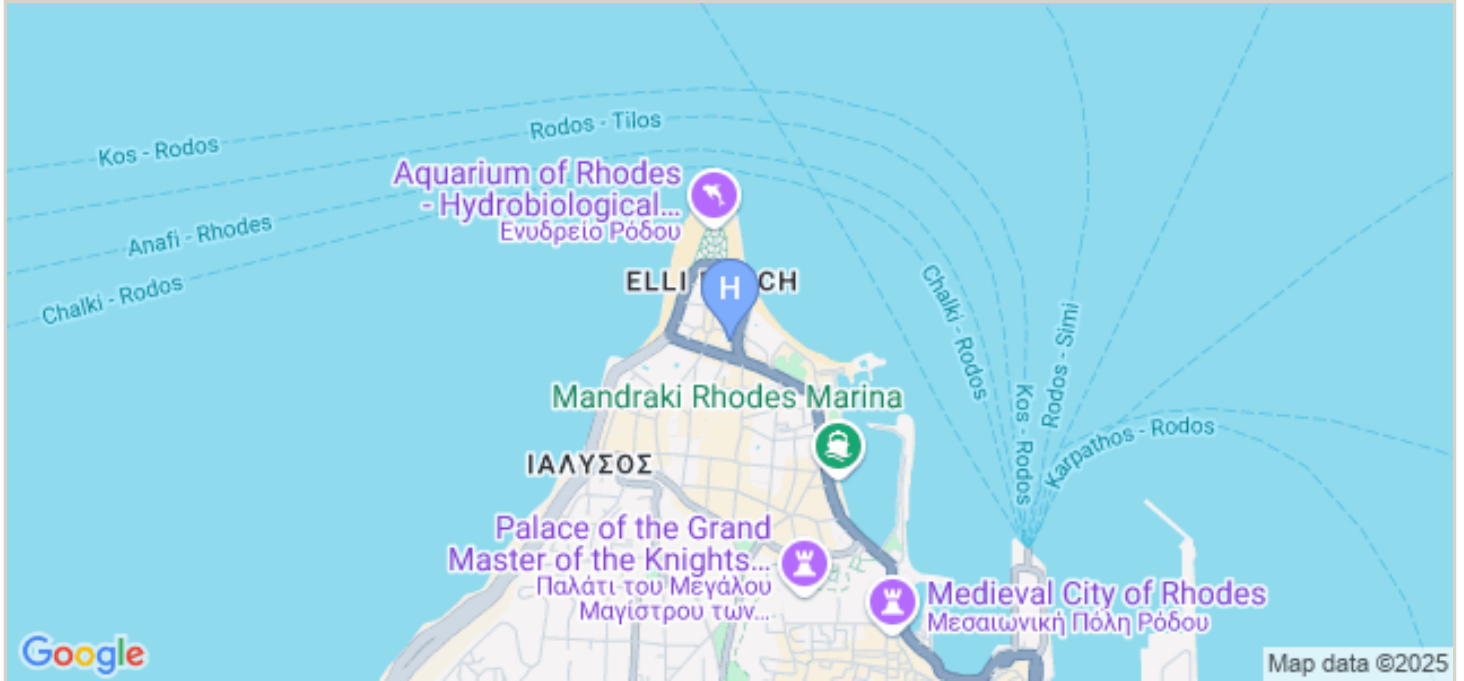 Kos - Rodos
Rodos - Tilos
Aquarium of Rhodes
- Hydrobiological...
Ενυδρείο Ρόδου
Anafi - Rhodes
Chalki - Rodos
ELLI CH
H
Chalki - Rodos
Kos - Rodos
Rodos - Simi
Karpathos - Rodos
Mandraki Rhodes Marina
ΙΑΛΥΣΟΣ
Palace of the Grand
Master of the Knights...
Παλάτι του Μεγάλου
Μαγίστρου των...
Medieval City of Rhodes
Μεσαιωνική Πόλη Ρόδου
Google
Map data ©2025